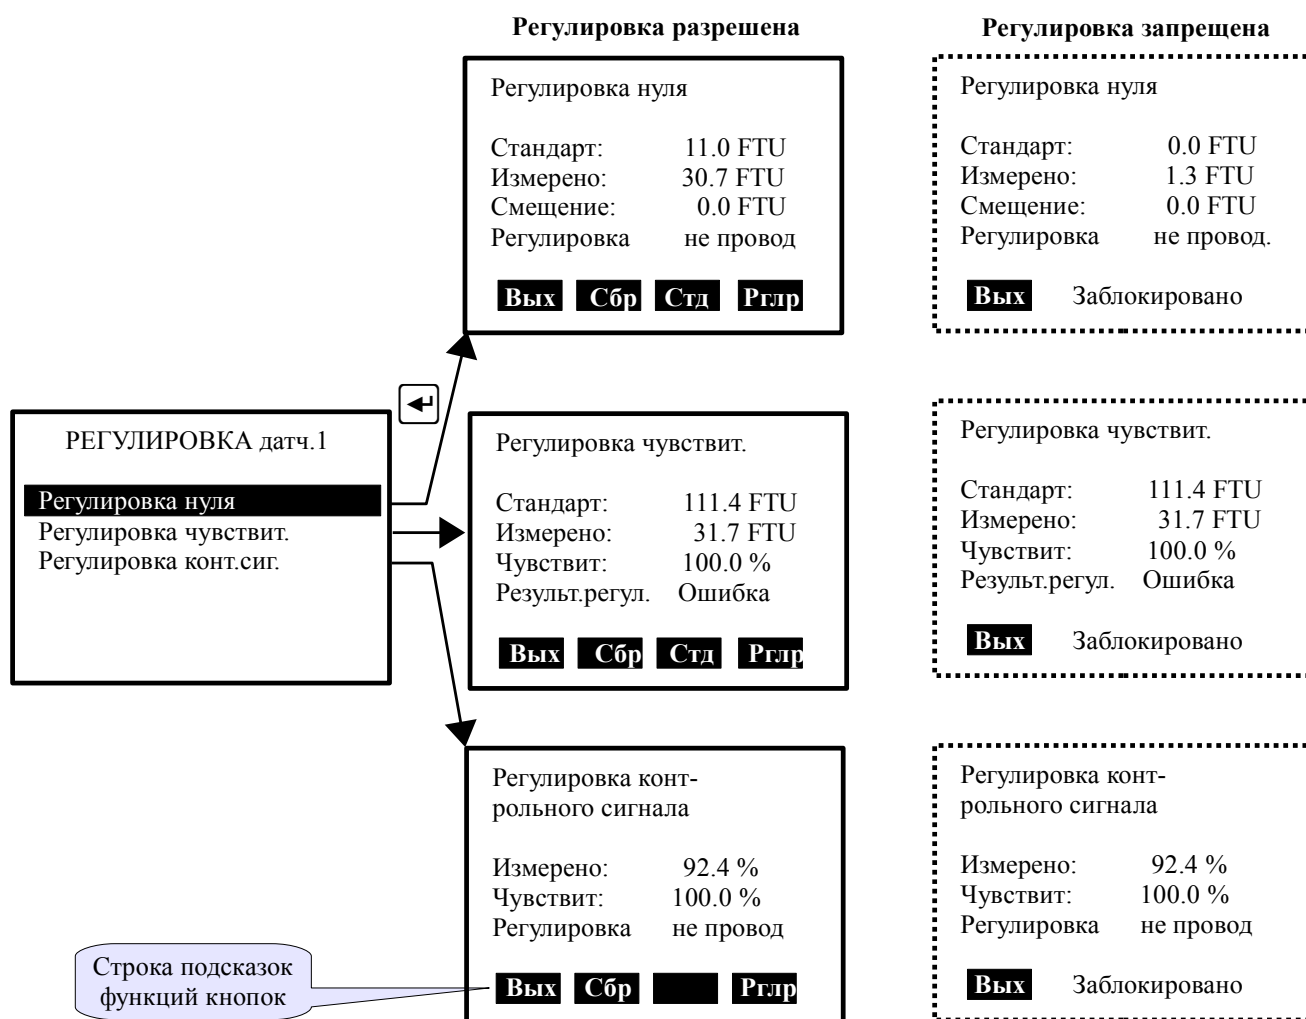 Регулировка разрешена
Регулировка запрещена
Регулировка нуля
Стандарт: 11.0 FTU
Измерено: 30.7 FTU
Смещение: 0.0 FTU
Регулировка не провод
Вых Сбр Стд Рглр
Регулировка нуля
Стандарт: 0.0 FTU
Измерено: 1.3 FTU
Смещение: 0.0 FTU
Регулировка не провод.
Вых Заблокировано
РЕГУЛИРОВКА датч.1
Регулировка нуля
Регулировка чувствит.
Регулировка конт.сиг.
Регулировка чувствит.
Стандарт: 111.4 FTU
Измерено: 31.7 FTU
Чувствит: 100.0 %
Результ.регул. Ошибка
Вых Сбр Стд Рглр
Регулировка чувствит.
Стандарт: 111.4 FTU
Измерено: 31.7 FTU
Чувствит: 100.0 %
Результ.регул. Ошибка
Вых Заблокировано
Регулировка конт-
рольного сигнала
Измерено: 92.4 %
Чувствит: 100.0 %
Регулировка не провод
Вых Сбр Рглр
Регулировка конт-
рольного сигнала
Измерено: 92.4 %
Чувствит: 100.0 %
Регулировка не провод
Вых Заблокировано
Строка подсказок
функций кнопок